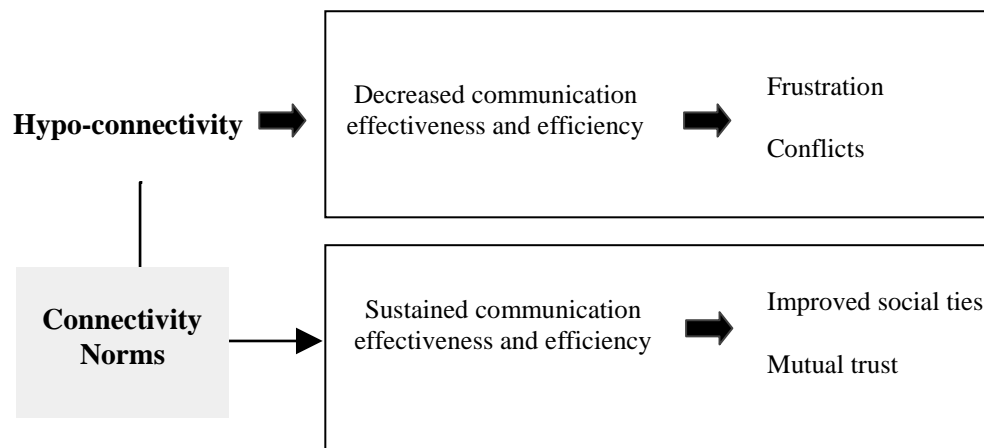 Hypo-connectivity
Decreased communication
effectiveness and efficiency
Frustration
Conflicts
Connectivity
Norms
Sustained communication
effectiveness and efficiency
Improved social ties
Mutual trust